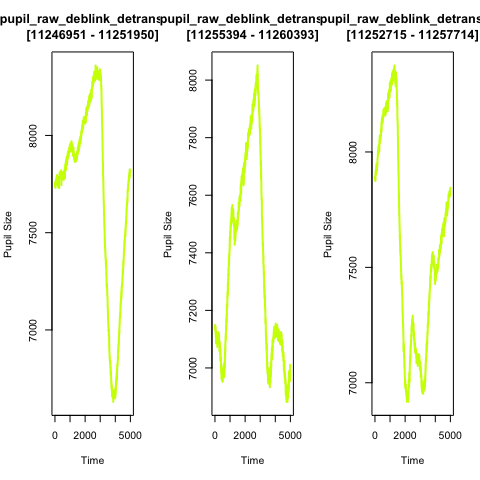 pupil_raw_deblink_detrans
[11246951 - 11251950]
Pupil Size
7000
7500
8000
0
2000
5000
Time
pupil_raw_deblink_detrans
[11255394 - 11260393]
Pupil Size
7000
7200
7400
7600
7800
8000
0
2000
5000
Time
pupil_raw_deblink_detrans
[11252715 - 11257714]
Pupil Size
7000
7500
8000
0
2000
5000
Time